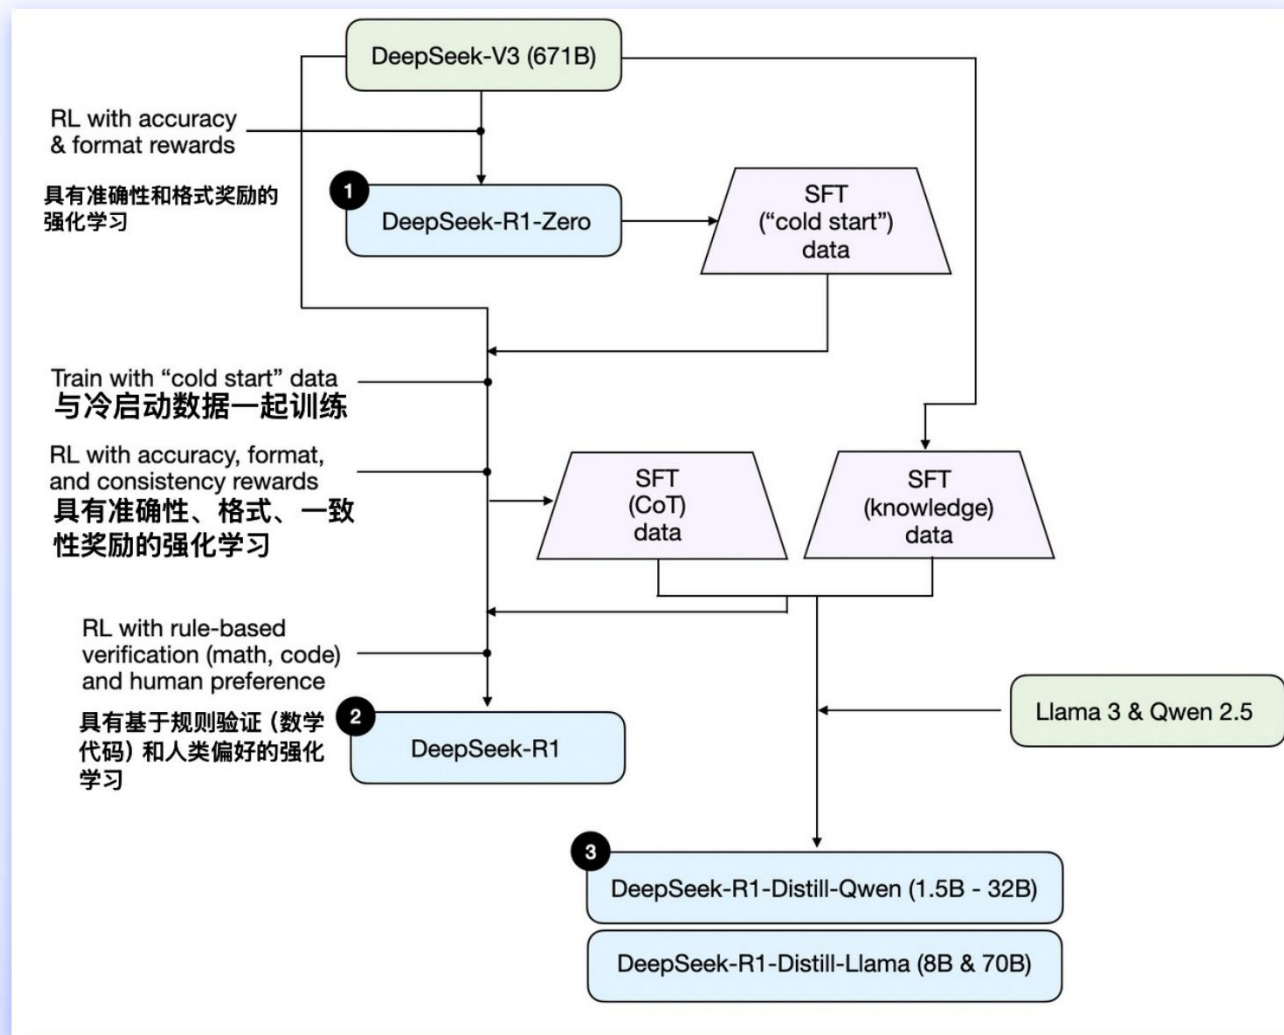 DeepSeek-V3 (671B)
RL with accuracy
& format rewards
具有准确性和格式奖励的
强化学习
1
DeepSeek-R1-Zero
SFT
(“cold start”)
data
Train with “cold start” data
与冷启动数据一起训练
RL with accuracy, format,
and consistency rewards
具有准确性、格式、一致
性奖励的强化学习
SFT
(CoT)
data
SFT
(knowledge)
data
RL with rule-based
verification (math, code)
and human preference
具有基于规则验证（数学
代码）和人类偏好的强化
学习
2
DeepSeek-R1
Llama 3 & Qwen 2.5
3
DeepSeek-R1-Distill-Qwen (1.5B - 32B)
DeepSeek-R1-Distill-Llama (8B & 70B)